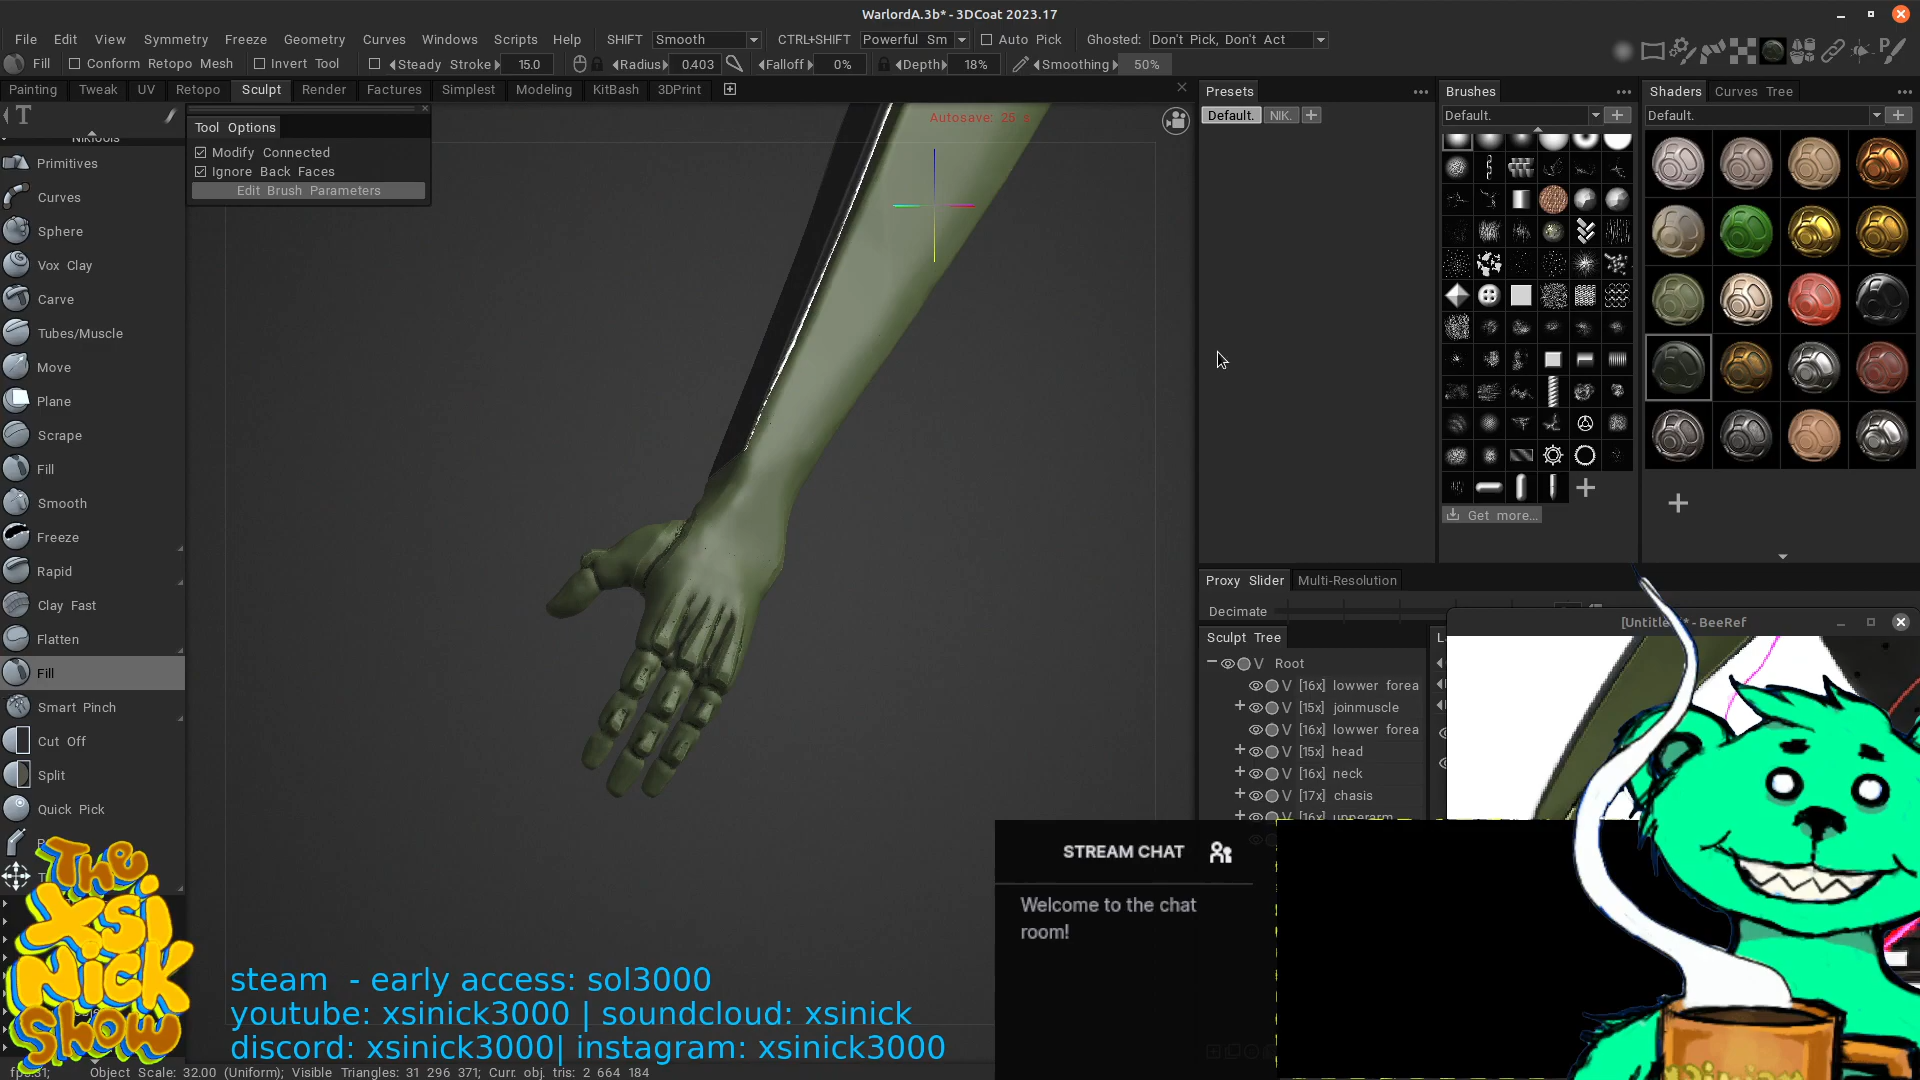 WarlordA.3b* - 3DCoat 2023.17
File Edit View Symmetry Freeze Geometry Curves Windows Scripts Help SHIFT Smooth CTRL+SHIFT Powerful Sm Auto Pick Ghosted: Don't Pick, Don't Act
Fill Conform Retopo Mesh Invert Tool Steady Stroke 15.0 Radius 0.403 Falloff 0% Depth 18% Smoothing 50%
Painting Tweak UV Retopo Sculpt Render Factures Simplest Modeling KitBash 3DPrint
Presets
Default. NIK.
Brushes
Default.
Get more...
Shaders Curves Tree
Default.
Tool Options
Modify Connected
Ignore Back Faces
Edit Brush Parameters
Autosave: 25 s
Primitives
Curves
Sphere
Vox Clay
Carve
Tubes/Muscle
Move
Plane
Scrape
Fill
Smooth
Freeze
Rapid
Clay Fast
Flatten
Fill
Smart Pinch
Cut Off
Split
Quick Pick
Proxy Slider Multi-Resolution
Decimate
Sculpt Tree
V Root
V [16x] lowwer forea
V [15x] joinmuscle
V [16x] lowwer forea
V [15x] head
V [16x] neck
V [17x] chasis
V [16x] upperarm
[Untitled]* - BeeRef
STREAM CHAT
Welcome to the chat
room!
The
XSI
Nick
Show
steam - early access: sol3000
youtube: xsinick3000 | soundcloud: xsinick
discord: xsinick3000| instagram: xsinick3000
Object Scale: 32.00 (Uniform); Visible Triangles: 31 296 371; Curr. obj. tris: 2 664 184